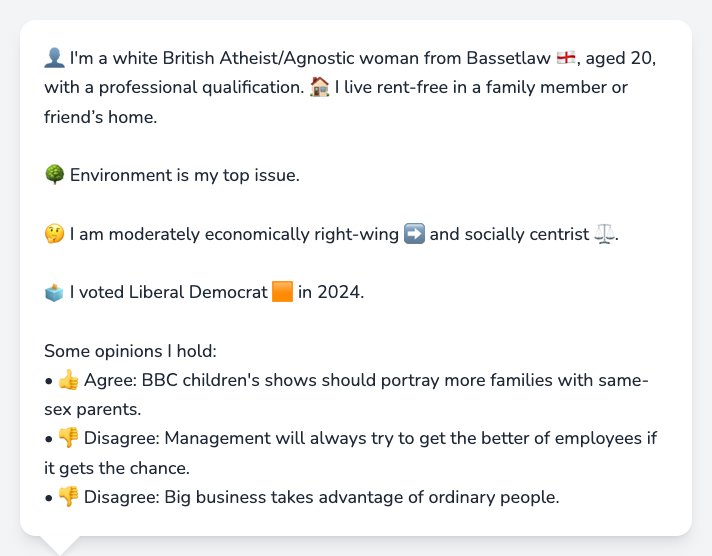 👤 I'm a white British Atheist/Agnostic woman from Bassetlaw 🏴󠁧󠁢󠁥󠁮󠁧󠁿, aged 20,
with a professional qualification. 🏠 I live rent-free in a family member or
friend’s home.
🌳 Environment is my top issue.
🤔 I am moderately economically right-wing ➡️ and socially centrist ⚖️.
🗳️ I voted Liberal Democrat 🟧 in 2024.
Some opinions I hold:
• 👍 Agree: BBC children's shows should portray more families with same-
sex parents.
• 👎 Disagree: Management will always try to get the better of employees if
it gets the chance.
• 👎 Disagree: Big business takes advantage of ordinary people.